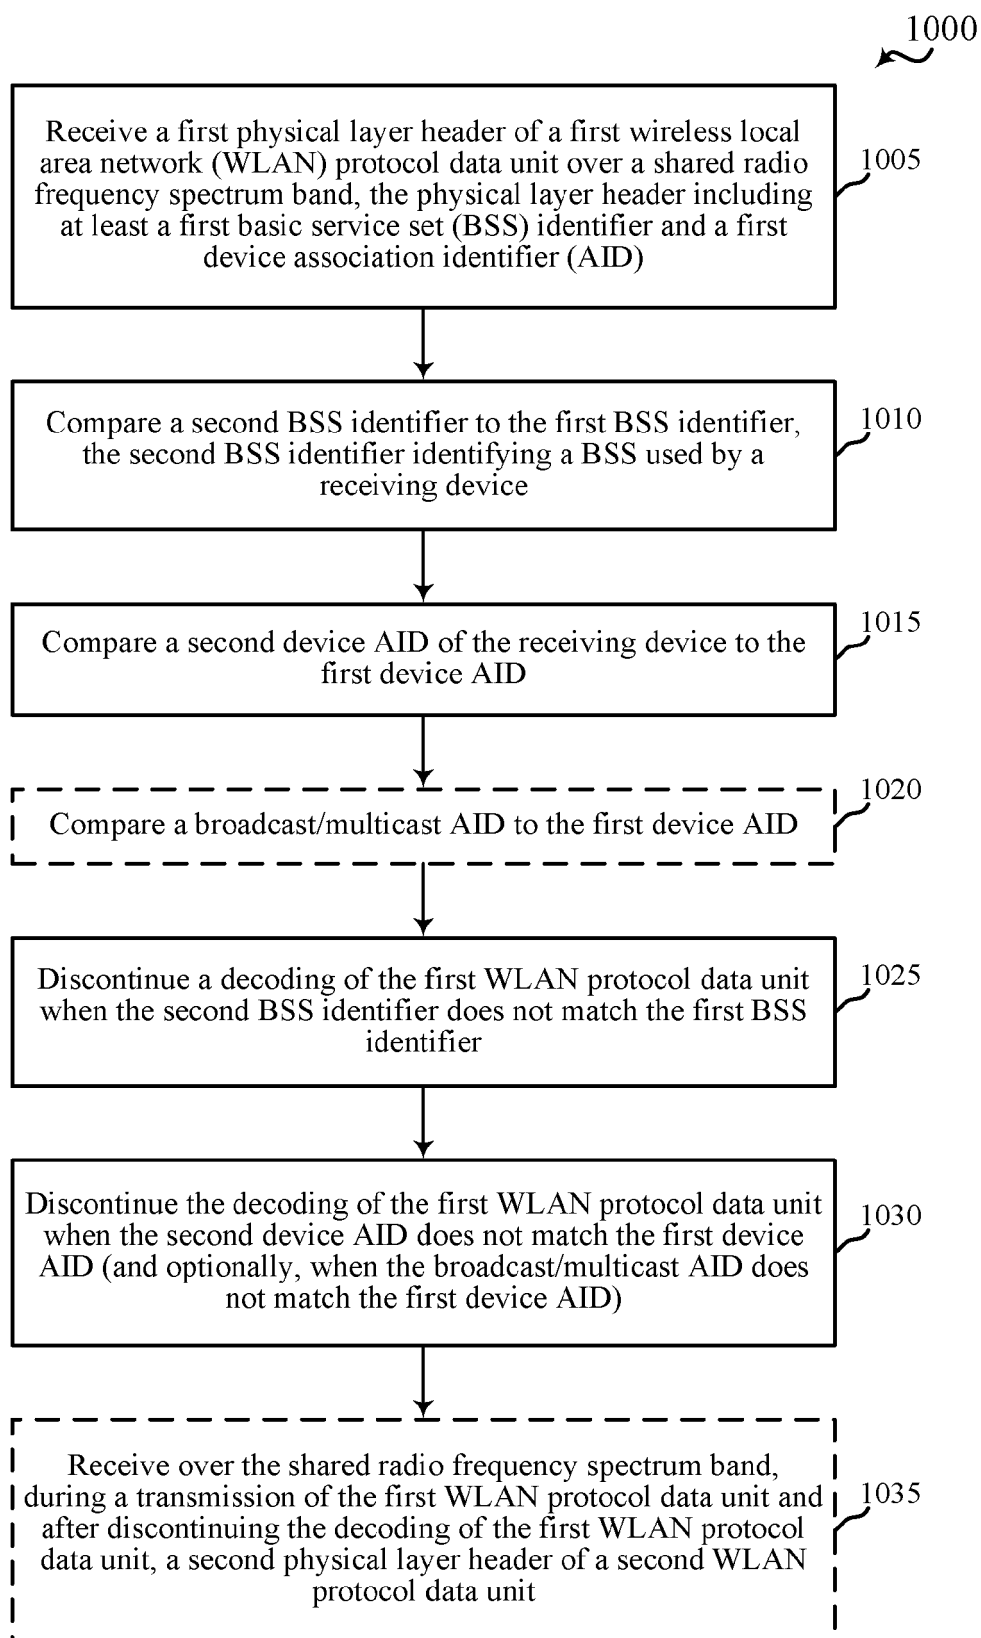 1000
Receive a first physical layer header of a first wireless local
area network (WLAN) protocol data unit over a shared radio
frequency spectrum band, the physical layer header including
at least a first basic service set (BSS) identifier and a first
device association identifier (AID)
1005
Compare a second BSS identifier to the first BSS identifier,
the second BSS identifier identifying a BSS used by a
receiving device
1010
Compare a second device AID of the receiving device to the
first device AID
1015
Compare a broadcast/multicast AID to the first device AID
1020
Discontinue a decoding of the first WLAN protocol data unit
when the second BSS identifier does not match the first BSS
identifier
1025
Discontinue the decoding of the first WLAN protocol data unit
when the second device AID does not match the first device
AID (and optionally, when the broadcast/multicast AID does
not match the first device AID)
1030
Receive over the shared radio frequency spectrum band,
during a transmission of the first WLAN protocol data unit and
after discontinuing the decoding of the first WLAN protocol
data unit, a second physical layer header of a second WLAN
protocol data unit
1035